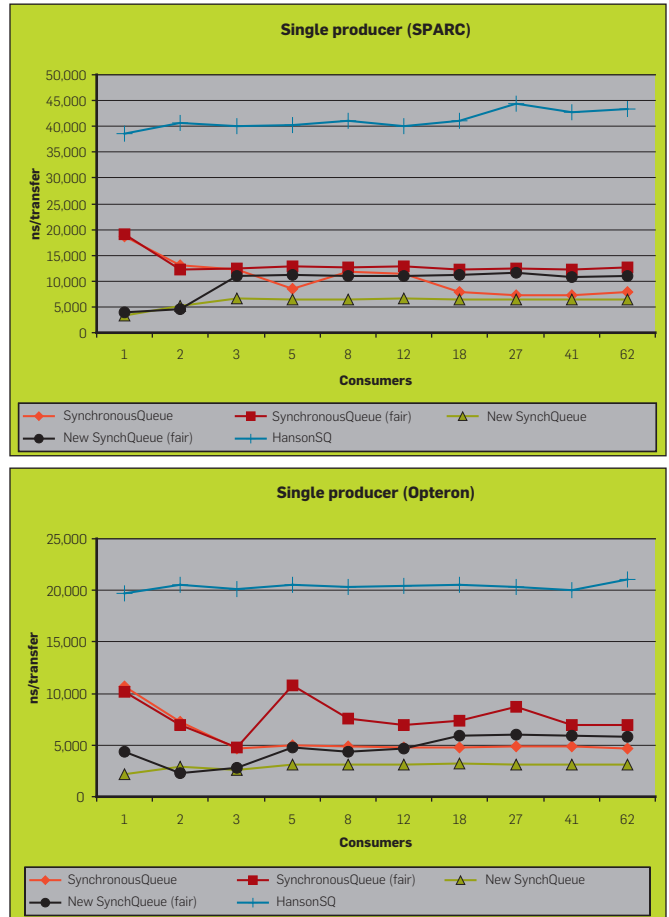 Single producer (SPARC)
ns/transfer
50,000
45,000
40,000
35,000
30,000
25,000
20,000
15,000
10,000
5,000
0
1 2 3 5 8 12 18 27 41 62
Consumers
SynchronousQueue SynchronousQueue (fair) New SynchQueue
New SynchQueue (fair) HansonSQ
Single producer (Opteron)
ns/transfer
25,000
20,000
15,000
10,000
5,000
0
1 2 3 5 8 12 18 27 41 62
Consumers
SynchronousQueue SynchronousQueue (fair) New SynchQueue
New SynchQueue (fair) HansonSQ